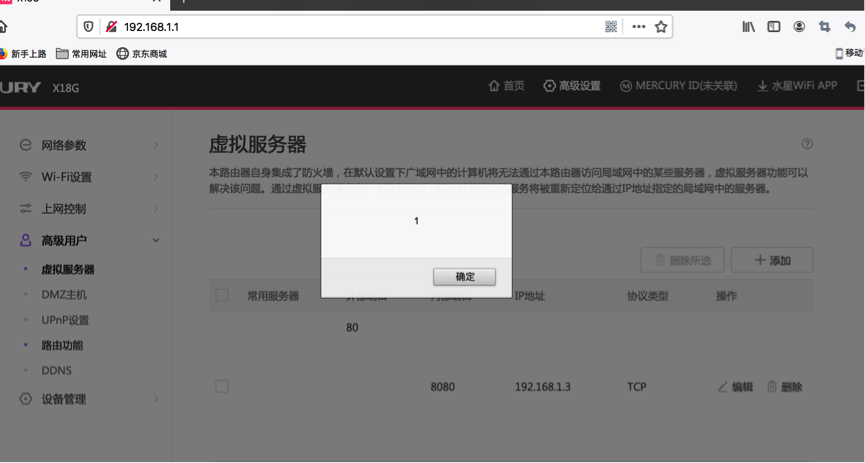 192.168.1.1
新手上路 常用网址 京东商城 移动
URY X18G 首页 高级设置 MERCURY ID(未关联) 水星WiFi APP
网络参数
Wi-Fi设置
上网控制
高级用户
虚拟服务器
DMZ主机
UPnP设置
路由功能
DDNS
设备管理
虚拟服务器
本路由器自身集成了防火墙，在默认设置下广域网中的计算机将无法通过本路由器访问局域网中的某些服务器，虚拟服务器功能可以
解决该问题。通过虚拟服 服务将被重新定位给通过IP地址指定的局域网中的服务器。
1
确定
删除所选 添加
常用服务器 外部端口 内部端口 IP地址 协议类型 操作
80
8080 192.168.1.3 TCP 编辑 删除